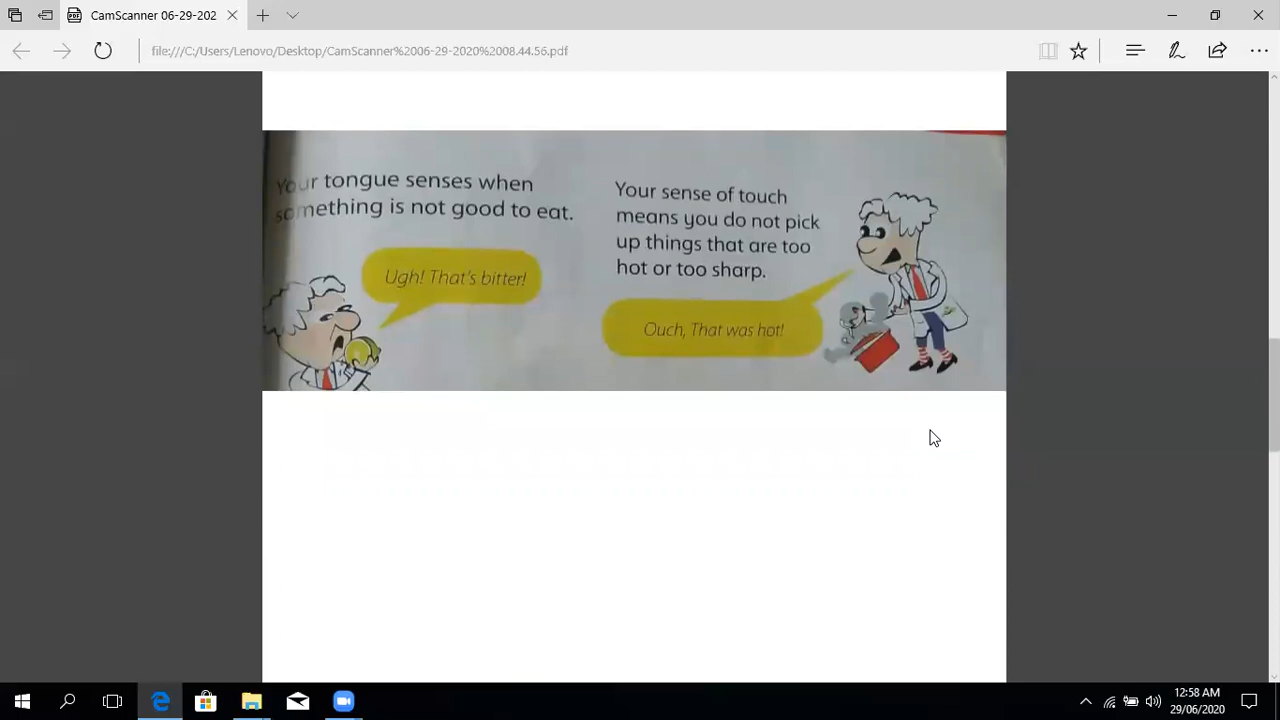 CamScanner 06-29-202
file:///C:/Users/Lenovo/Desktop/CamScanner%2006-29-2020%2008.44.56.pdf
Your tongue senses when
something is not good to eat.
Ugh! That's bitter!
Your sense of touch
means you do not pick
up things that are too
hot or too sharp.
Ouch, That was hot!
12:58 AM
29/06/2020